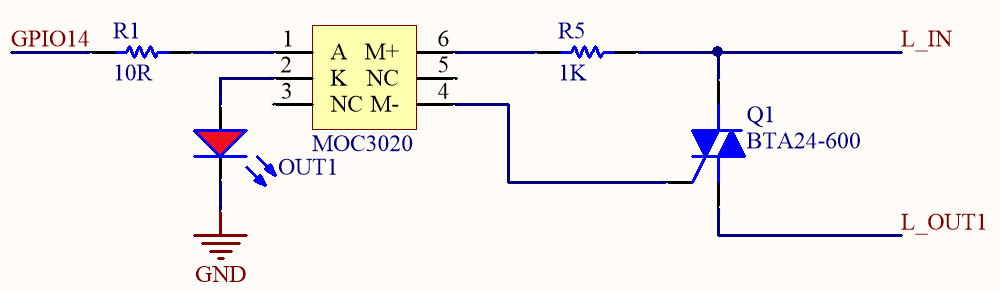 GPIO14
R1
10R
1
2
3
A M+
K NC
NC M-
6
5
4
MOC3020
OUT1
GND
R5
1K
L_IN
Q1
BTA24-600
L_OUT1